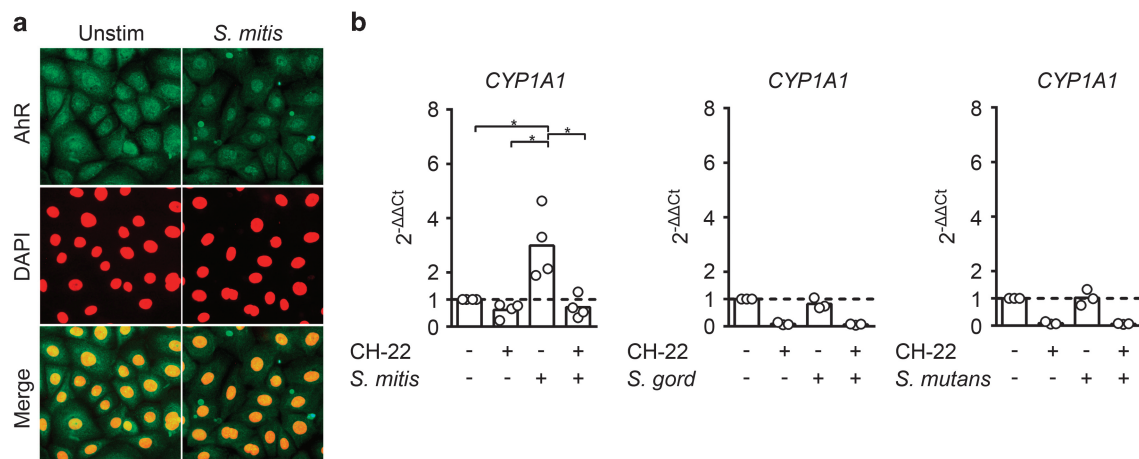 a
Unstim S. mitis
AhR
DAPI
Merge
b
CYP1A1
2-ΔΔCt
8
6
4
2
1
0
* * *
CH-22 - + - +
S. mitis - - + +
CYP1A1
2-ΔΔCt
8
6
4
2
1
0
CH-22 - + - +
S. gord - - + +
CYP1A1
2-ΔΔCt
8
6
4
2
1
0
CH-22 - + - +
S. mutans - - + +